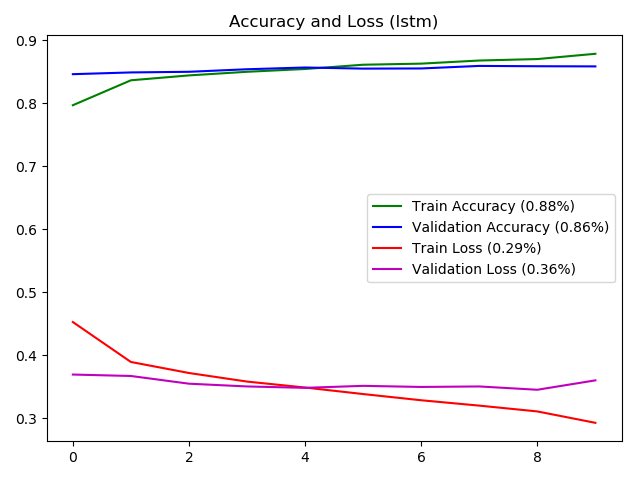 Accuracy and Loss (lstm)
0.9
0.8
0.7
0.6
0.5
0.4
0.3
Train Accuracy (0.88%)
Validation Accuracy (0.86%)
Train Loss (0.29%)
Validation Loss (0.36%)
0 2 4 6 8